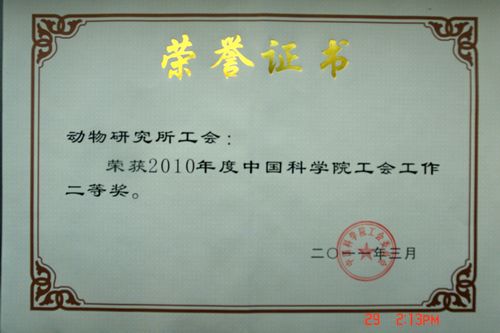 荣誉证书
动物研究所工会：
荣获2010年度中国科学院工会工作
二等奖。
二〇一一年三月
29 2:13PM